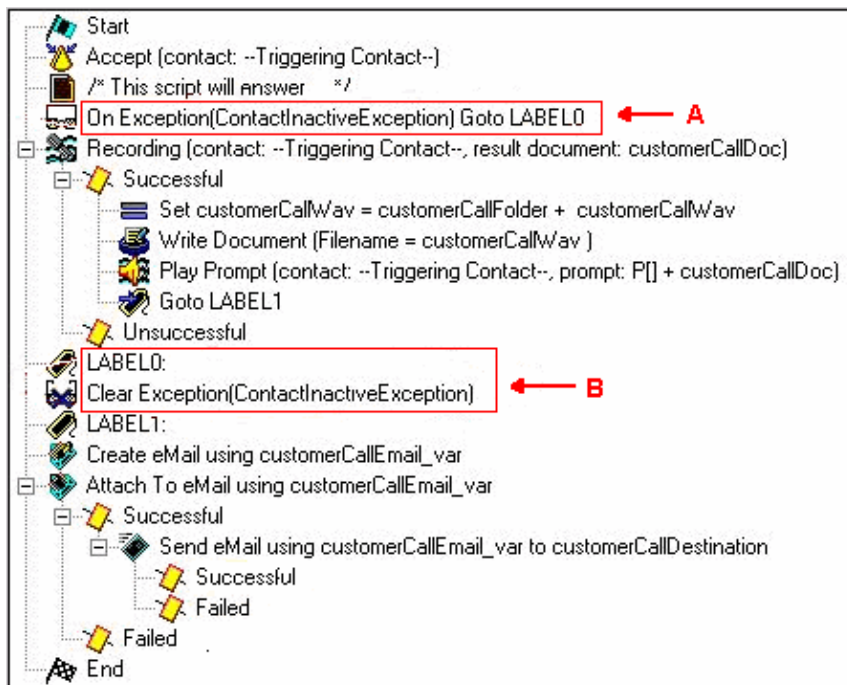 Start
Accept (contact: --Triggering Contact--)
/* This script will answer */
On Exception(ContactInactiveException) Goto LABEL0 A
Recording (contact: --Triggering Contact--, result document: customerCallDoc)
Successful
Set customerCallWav = customerCallFolder + customerCallWav
Write Document (Filename = customerCallWav )
Play Prompt (contact: --Triggering Contact--, prompt: P[] + customerCallDoc)
Goto LABEL1
Unsuccessful
LABEL0:
Clear Exception(ContactInactiveException) B
LABEL1:
Create eMail using customerCallEmail_var
Attach To eMail using customerCallEmail_var
Successful
Send eMail using customerCallEmail_var to customerCallDestination
Successful
Failed
Failed
End